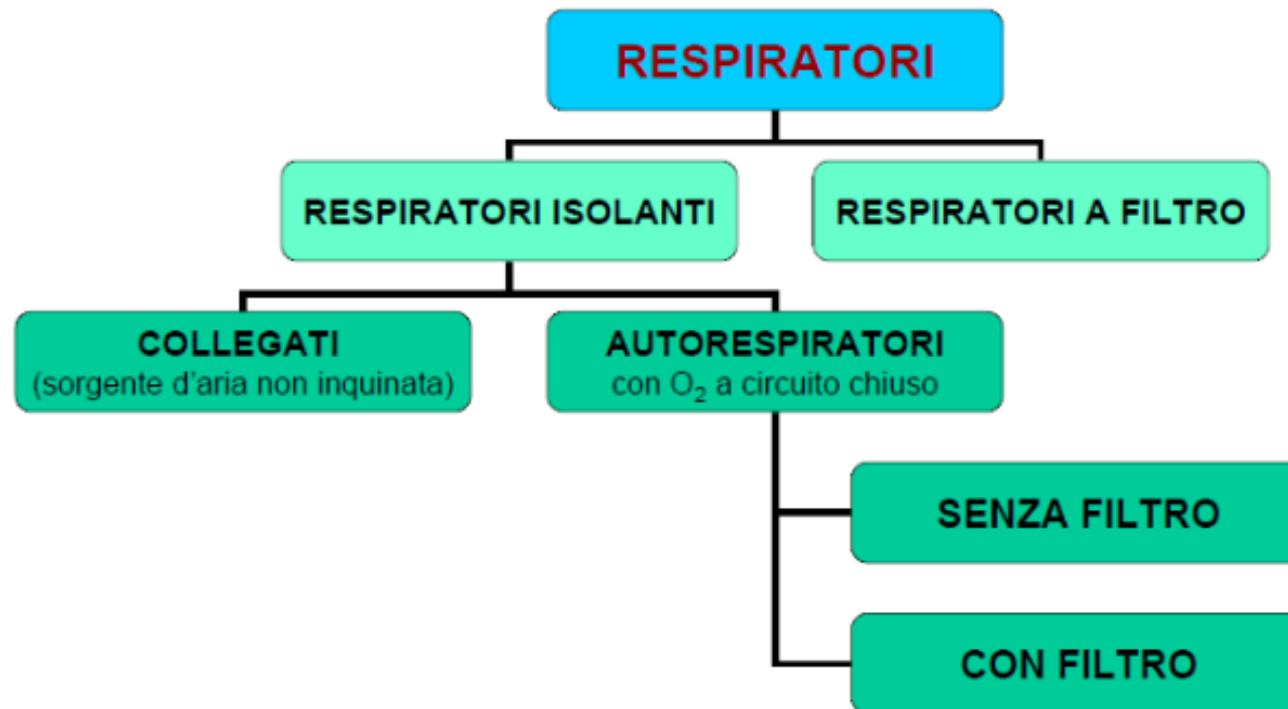 RESPIRATORI
RESPIRATORI ISOLANTI
RESPIRATORI A FILTRO
COLLEGATI
(sorgente d'aria non inquinata)
AUTORESPIRATORI
con O₂ a circuito chiuso
SENZA FILTRO
CON FILTRO